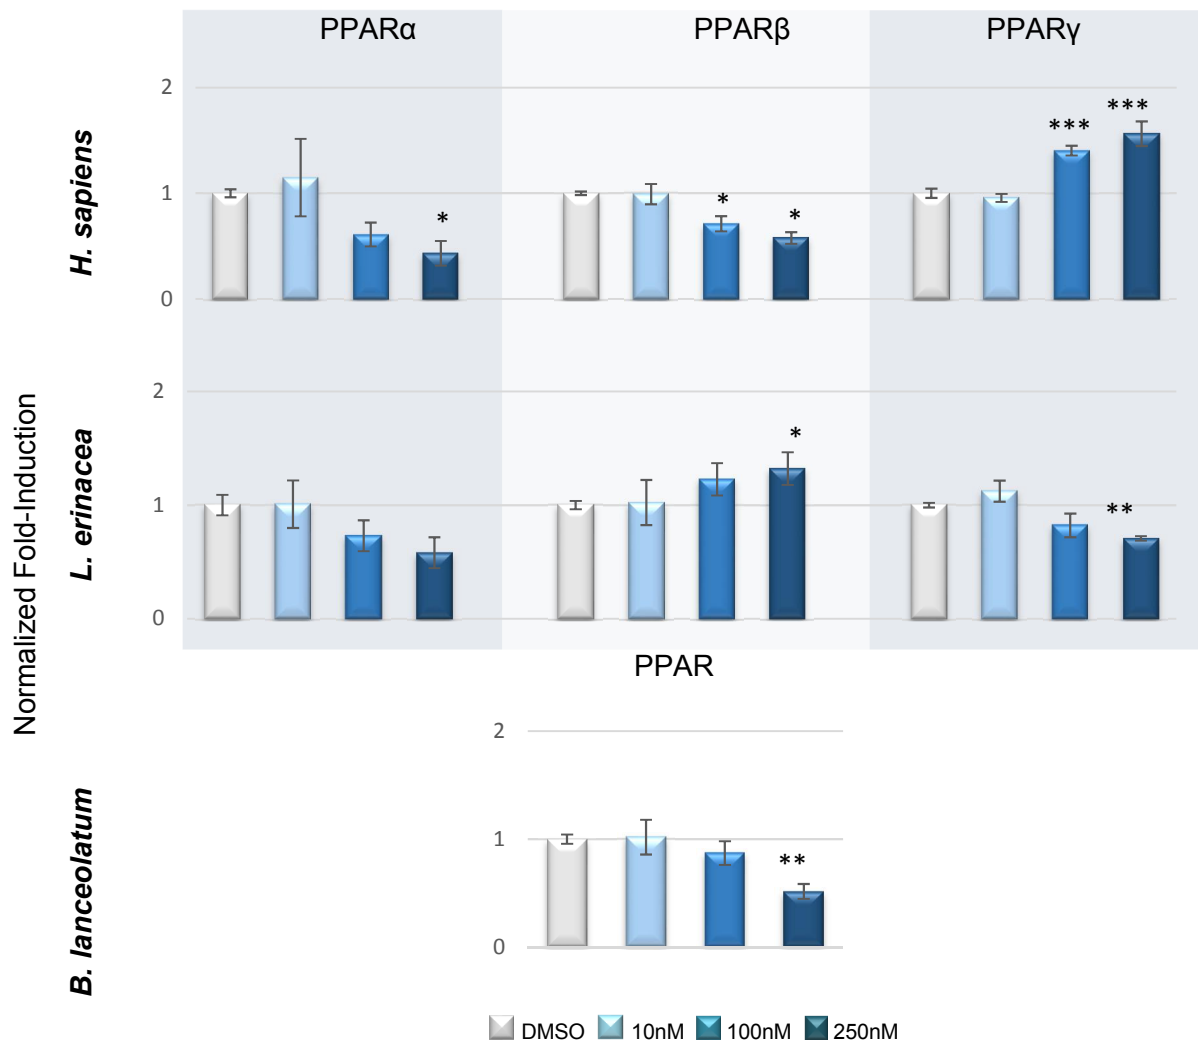 PPARα PPARβ PPARγ
H. sapiens
2
1
0
*
*
*
***
***
Normalized Fold-Induction
L. erinacea
2
1
0
*
**
PPAR
B. lanceolatum
2
1
0
**
DMSO 10nM 100nM 250nM